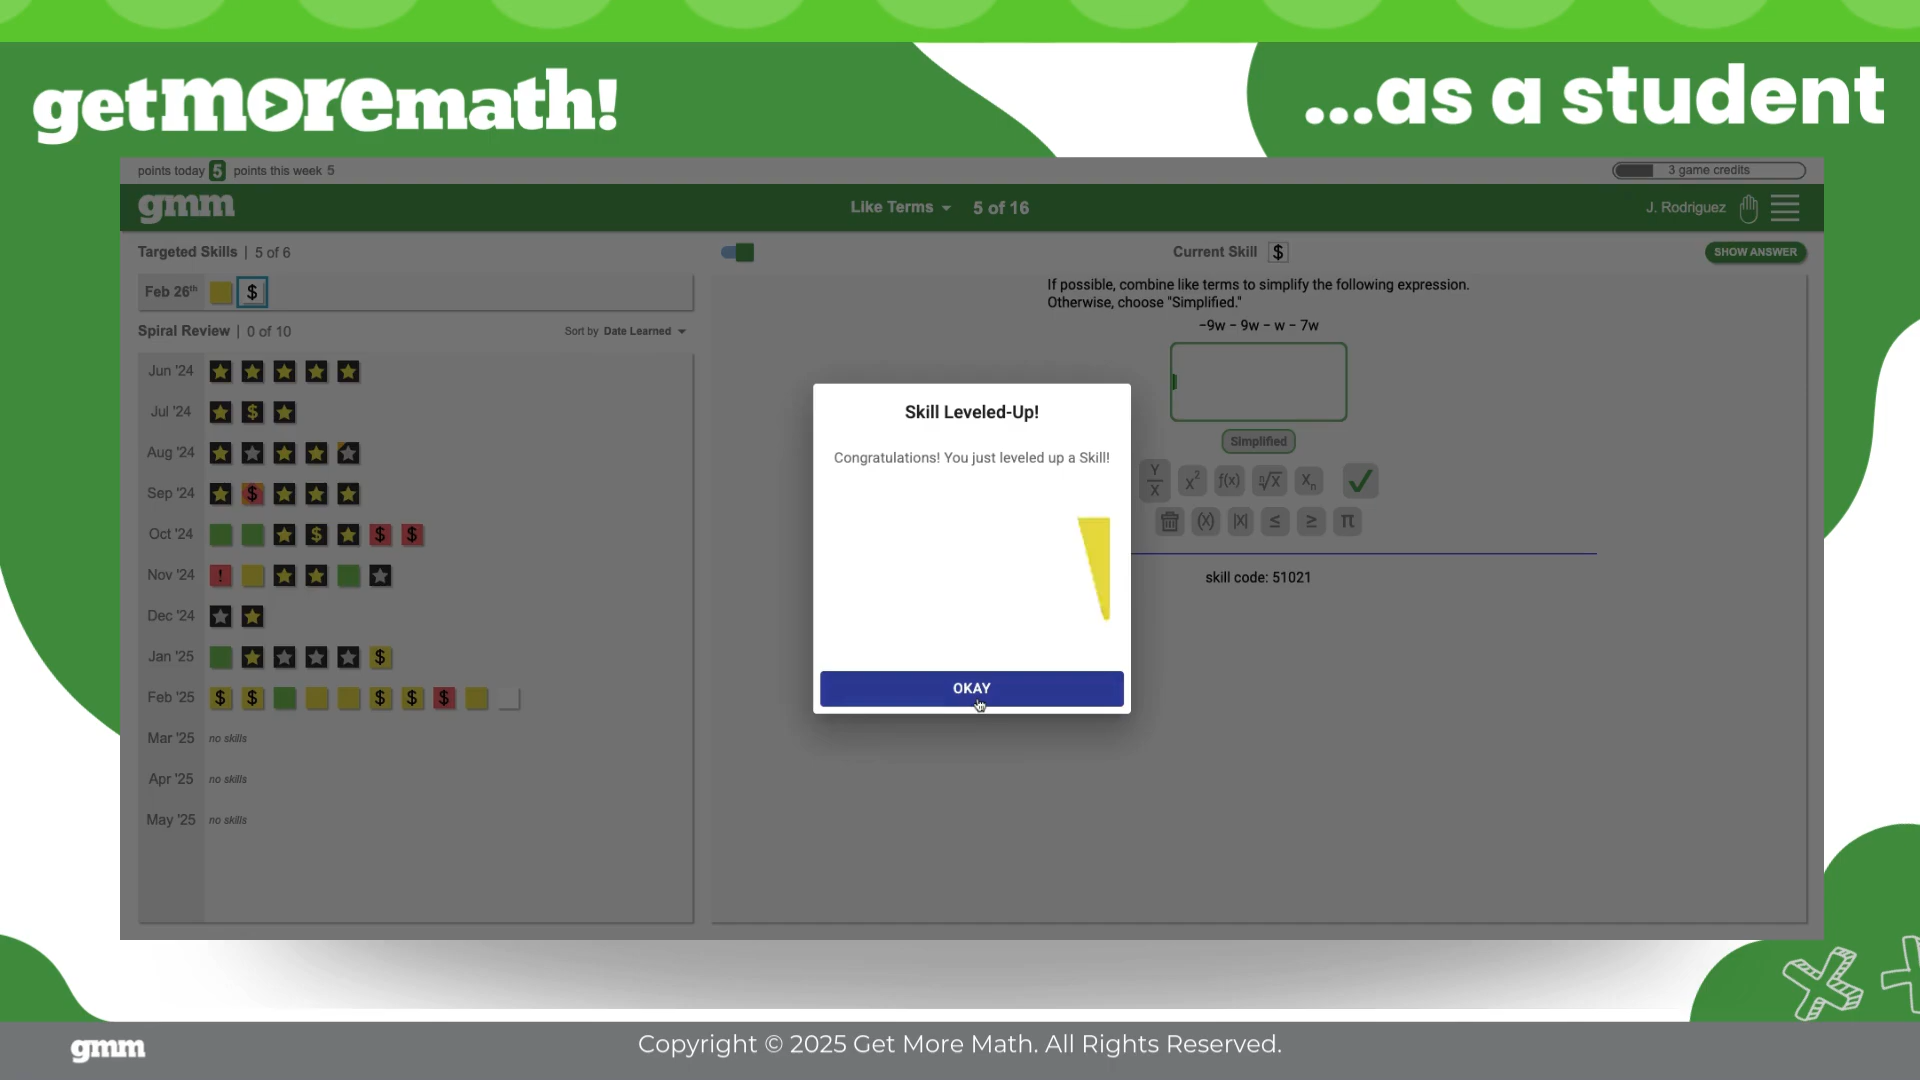 getmoremath!
...as a student
points today 5 points this week 5
3 game credits
gmm
Like Terms 5 of 16
J. Rodriguez
Targeted Skills | 5 of 6
Current Skill $
SHOW ANSWER
Feb 26th $
If possible, combine like terms to simplify the following expression.
Otherwise, choose "Simplified."
−9w − 9w − w − 7w
Spiral Review | 0 of 10
Sort by Date Learned
Jun '24
Jul '24 $
Aug '24
Sep '24 $
Oct '24 $ $ $
Nov '24 !
Dec '24
Jan '25 $
Feb '25 $ $ $ $ $
Mar '25 no skills
Apr '25 no skills
May '25 no skills
Skill Leveled-Up!
Congratulations! You just leveled up a Skill!
OKAY
Simplified
Y/X x² f(x) ⁿ√x Xₙ
(X) |X| ≤ ≥ π
skill code: 51021
gmm
Copyright © 2025 Get More Math. All Rights Reserved.